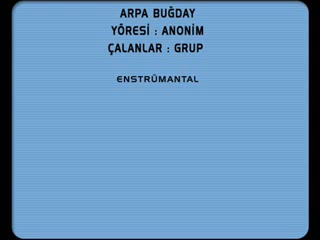 ARPA BUĞDAY
YÖRESİ : ANONİM
ÇALANLAR : GRUP
ENSTRÜMANTAL